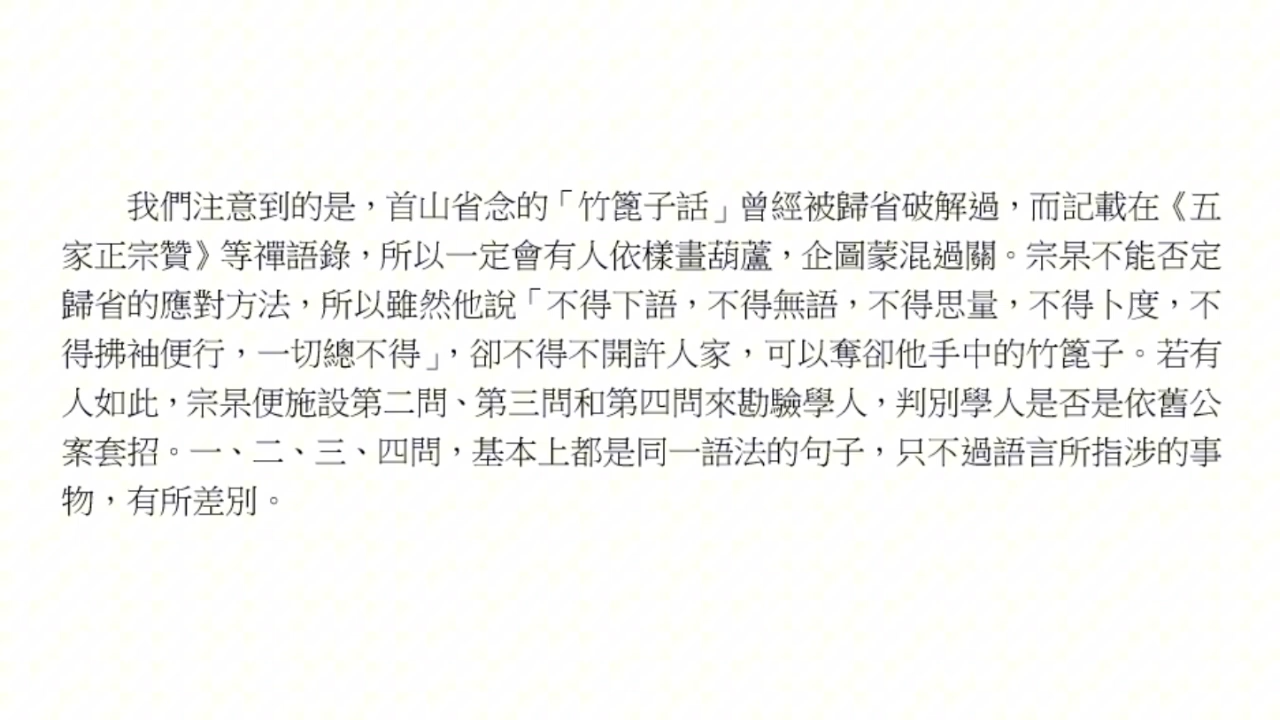 我們注意到的是，首山省念的「竹篦子話」曾經被歸省破解過，而記載在《五
家正宗贊》等禪語錄，所以一定會有人依樣畫葫蘆，企圖蒙混過關。宗杲不能否定
歸省的應對方法，所以雖然他說「不得下語，不得無語，不得思量，不得卜度，不
得拂袖便行，一切總不得」，卻不得不開許人家，可以奪卻他手中的竹篦子。若有
人如此，宗杲便施設第二問、第三問和第四問來勘驗學人，判別學人是否是依舊公
案套招。一、二、三、四問，基本上都是同一語法的句子，只不過語言所指涉的事
物，有所差別。